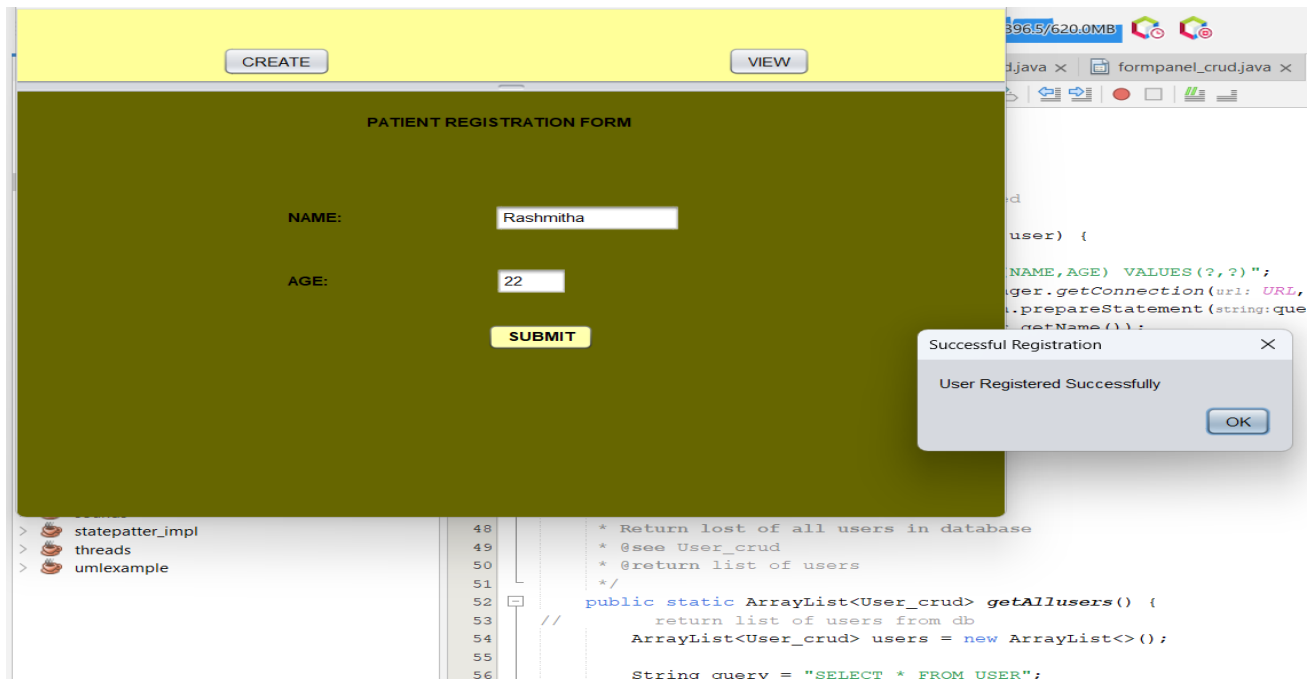 CREATE
VIEW
PATIENT REGISTRATION FORM
NAME:
Rashmitha
AGE:
22
SUBMIT
396.5/620.0MB
d.java
formpanel_crud.java
user) {
NAME,AGE) VALUES(?,?)";
ger.getConnection(url: URL,
.prepareStatement(string:que
getName());
Successful Registration
User Registered Successfully
OK
statepatter_impl
threads
umlexample
48 * Return lost of all users in database
49 * @see User_crud
50 * @return list of users
51 */
52 public static ArrayList<User_crud> getAllusers() {
53 // return list of users from db
54 ArrayList<User_crud> users = new ArrayList<>();
55
56 String query = "SELECT * FROM USER";